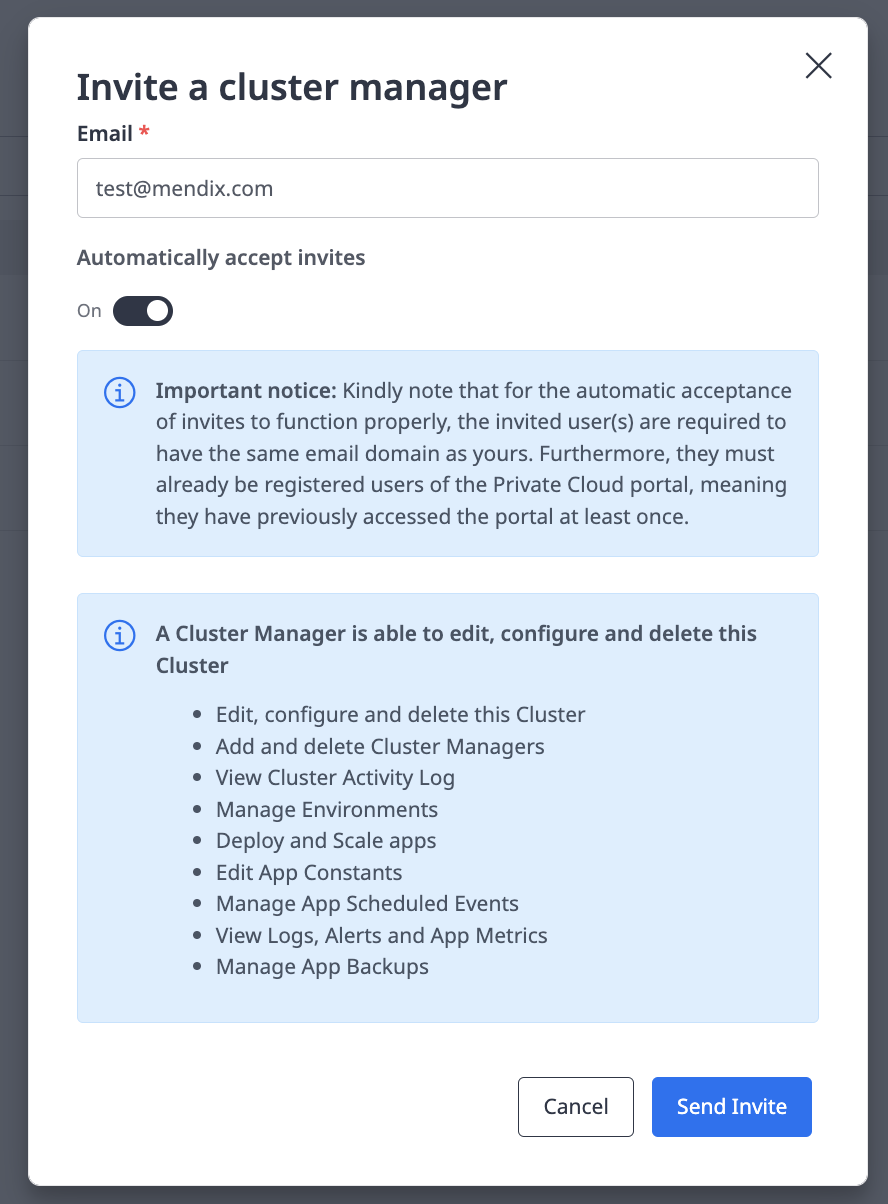 Invite a cluster manager
Email *
test@mendix.com
Automatically accept invites
On
Important notice: Kindly note that for the automatic acceptance
of invites to function properly, the invited user(s) are required to
have the same email domain as yours. Furthermore, they must
already be registered users of the Private Cloud portal, meaning
they have previously accessed the portal at least once.
A Cluster Manager is able to edit, configure and delete this
Cluster
• Edit, configure and delete this Cluster
• Add and delete Cluster Managers
• View Cluster Activity Log
• Manage Environments
• Deploy and Scale apps
• Edit App Constants
• Manage App Scheduled Events
• View Logs, Alerts and App Metrics
• Manage App Backups
Cancel
Send Invite